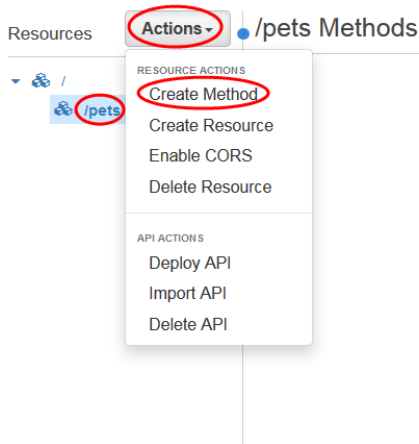 Resources
Actions
/pets Methods
/
/pets
RESOURCE ACTIONS
Create Method
Create Resource
Enable CORS
Delete Resource
API ACTIONS
Deploy API
Import API
Delete API